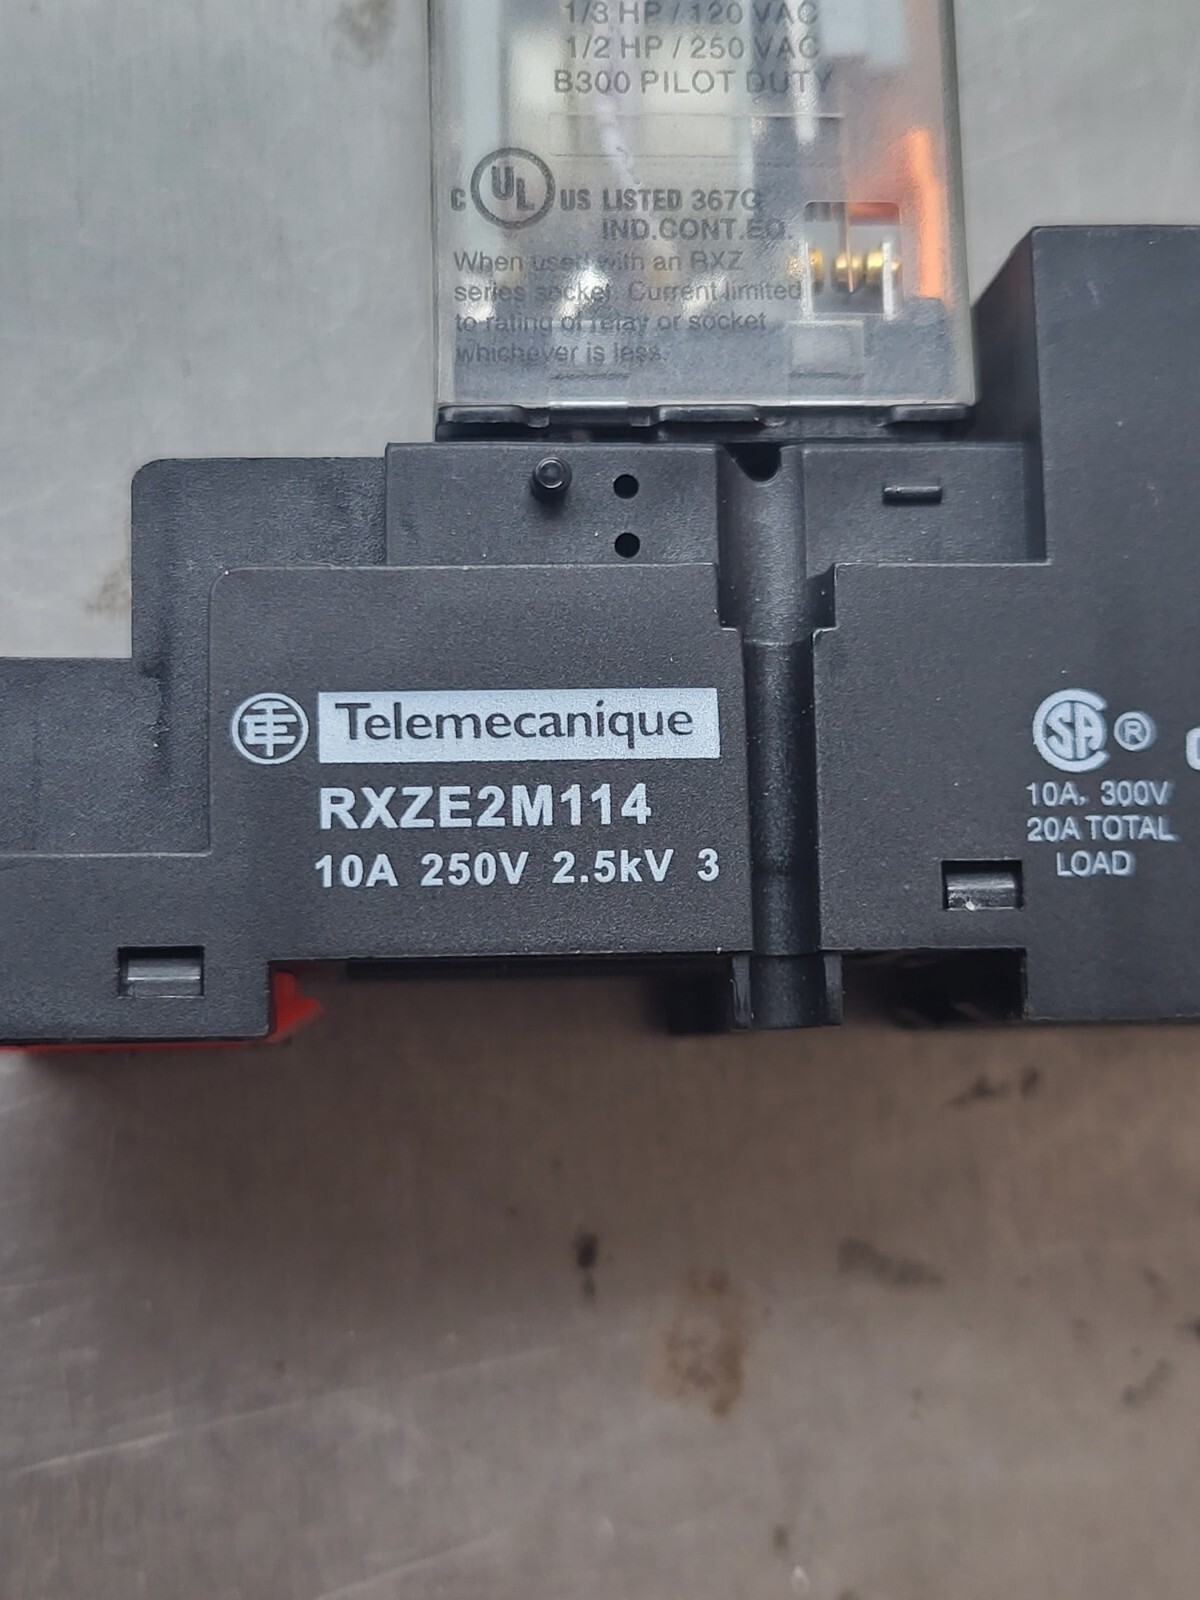 1/3 HP / 120 VAC
1/2 HP / 250 VAC
B300 PILOT DUTY
C UL US LISTED 367G
IND.CONT.EQ.
When used with an RXZ
series socket. Current limited
to rating of relay or socket
whichever is less.
Telemecanique
RXZE2M114
10A 250V 2.5kV 3
SA ®
10A, 300V
20A TOTAL
LOAD